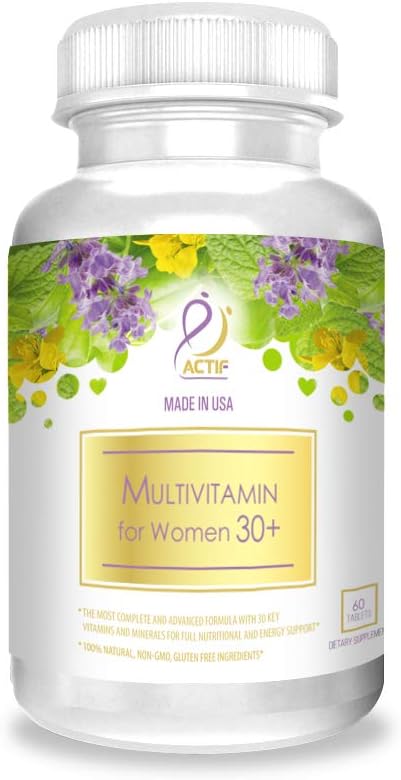 ACTIF
MADE IN USA
MULTIVITAMIN
for Women 30+
60
TABLETS
DIETARY SUPPLEMENT
*THE MOST COMPLETE AND ADVANCED FORMULA WITH 30 KEY
VITAMINS AND MINERALS FOR FULL NUTRITIONAL AND ENERGY SUPPORT*
*100% NATURAL, NON-GMO, GLUTEN FREE INGREDIENTS*